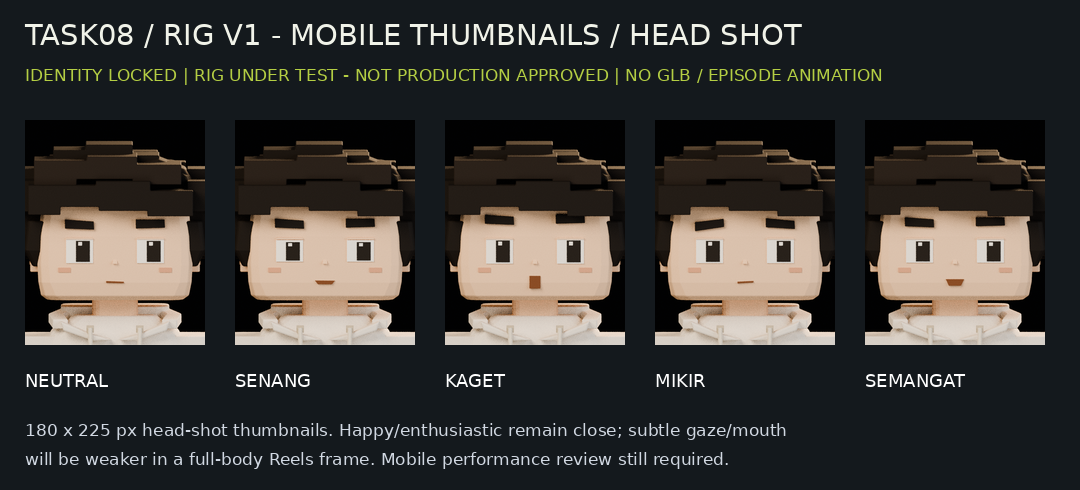 TASK08 / RIG V1 - MOBILE THUMBNAILS / HEAD SHOT
IDENTITY LOCKED | RIG UNDER TEST - NOT PRODUCTION APPROVED | NO GLB / EPISODE ANIMATION
NEUTRAL
SENANG
KAGET
MIKIR
SEMANGAT
180 x 225 px head-shot thumbnails. Happy/enthusiastic remain close; subtle gaze/mouth
will be weaker in a full-body Reels frame. Mobile performance review still required.